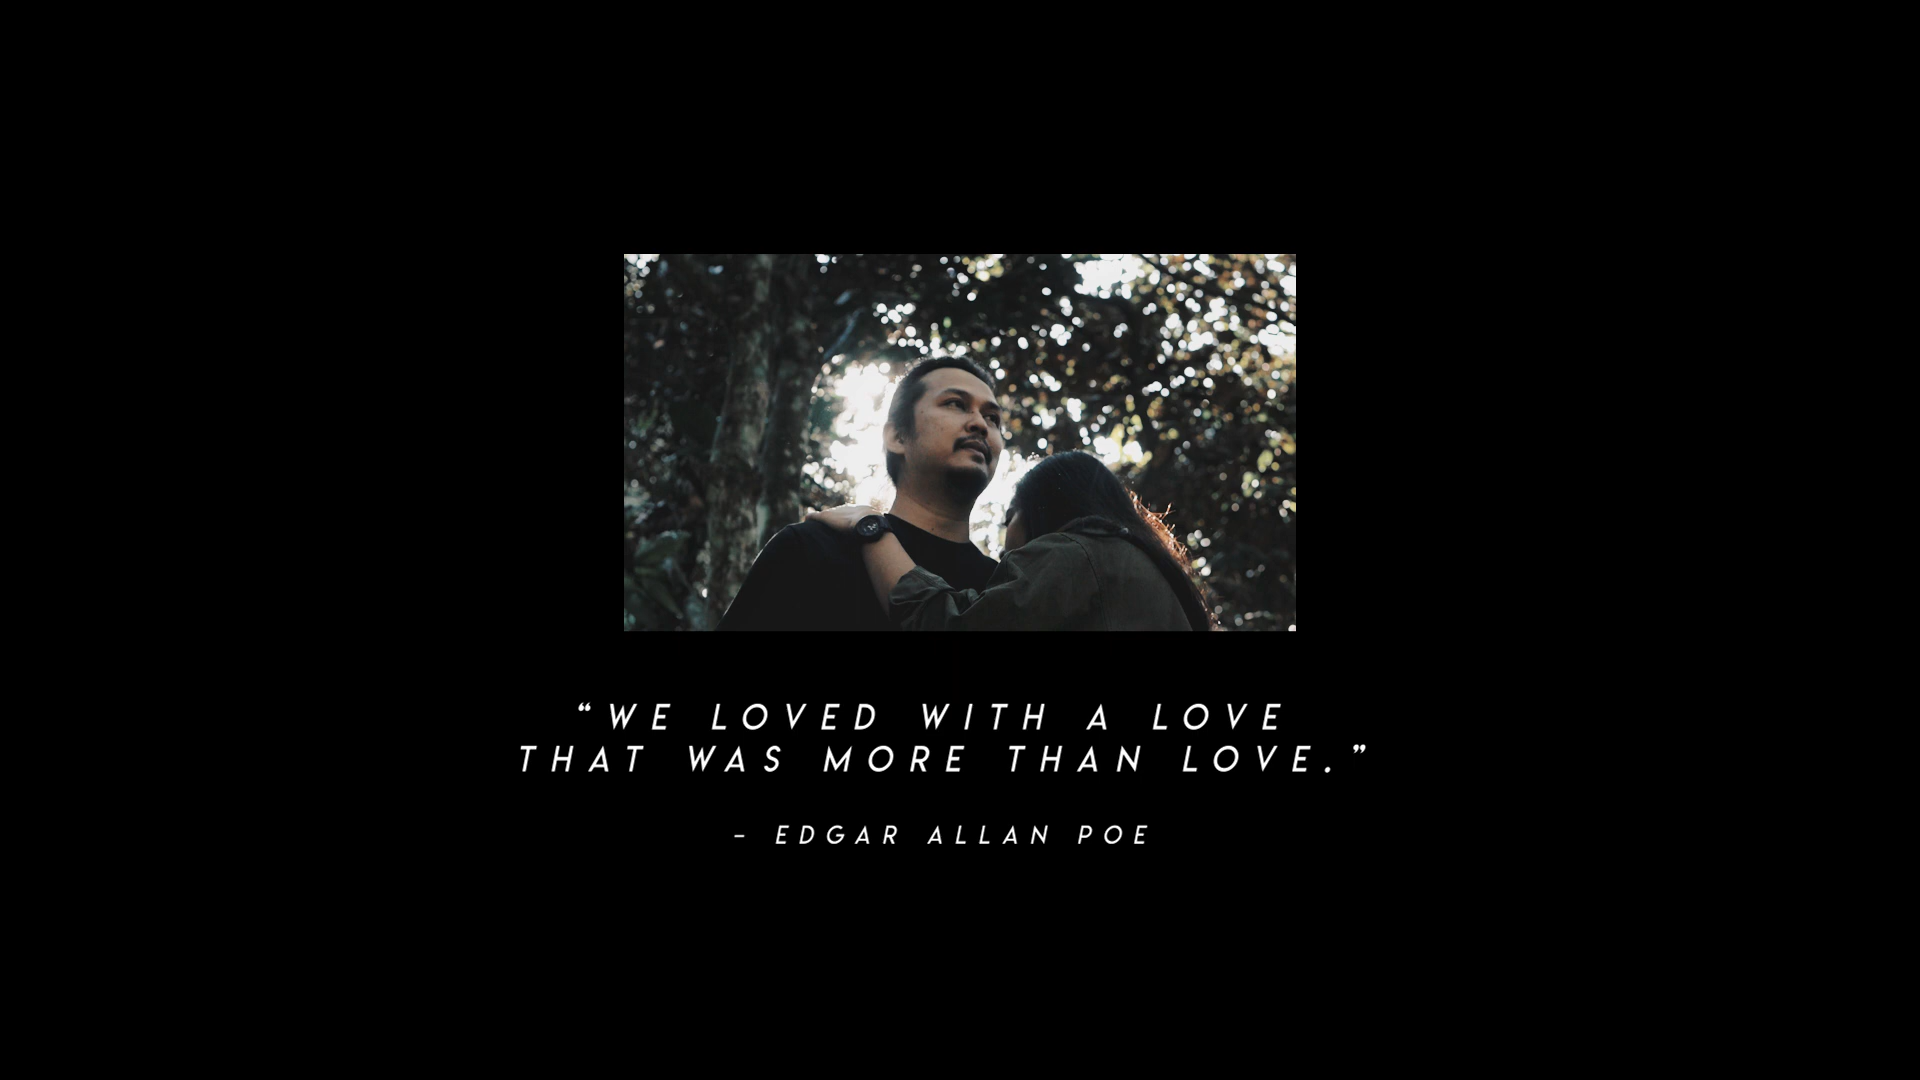 “WE LOVED WITH A LOVE
THAT WAS MORE THAN LOVE.”
– EDGAR ALLAN POE